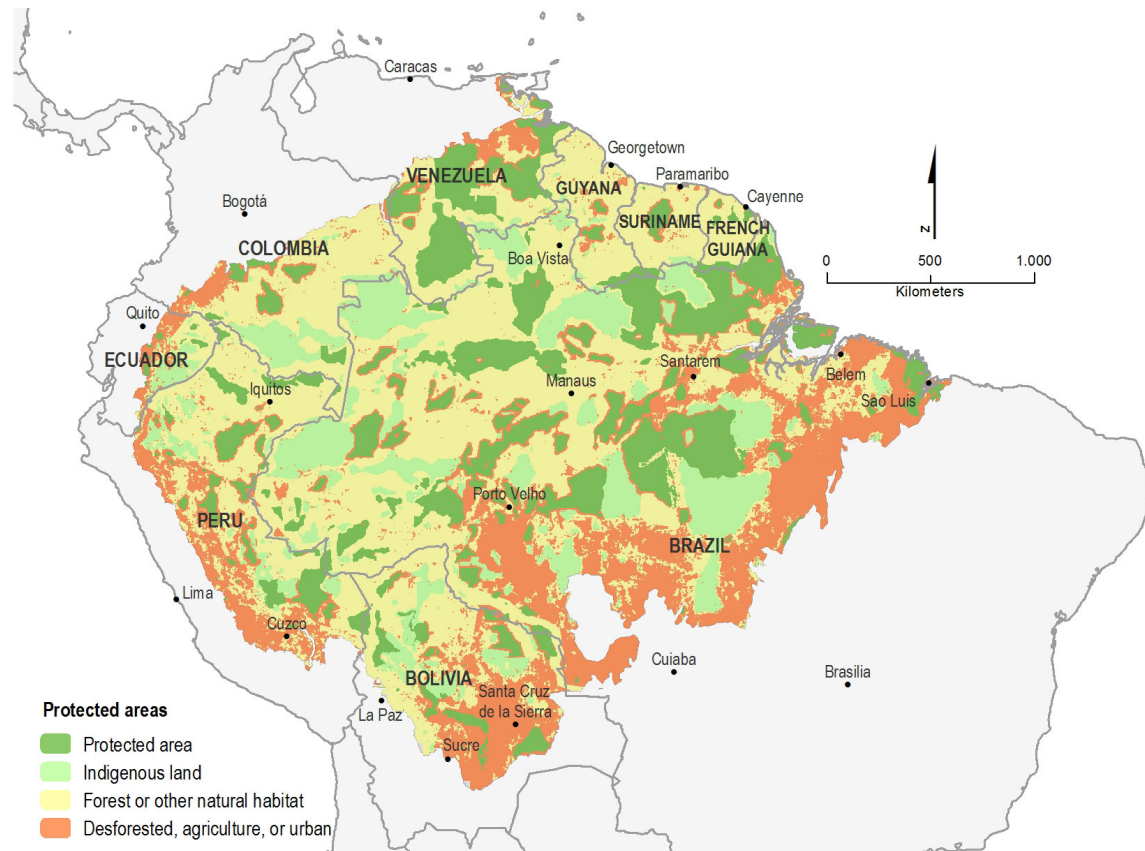 Caracas
Georgetown
VENEZUELA
Paramaribo
GUYANA
Cayenne
Bogotá
SURINAME
FRENCH
GUIANA
COLOMBIA
Boa Vista
N
0 500 1.000
Kilometers
Quito
ECUADOR
Santarem
Belem
Iquitos
Manaus
Sao Luis
Porto Velho
PERU
BRAZIL
Lima
Cuzco
Cuiaba
Brasilia
BOLIVIA
Santa Cruz
de la Sierra
La Paz
Sucre
Protected areas
Protected area
Indigenous land
Forest or other natural habitat
Desforested, agriculture, or urban